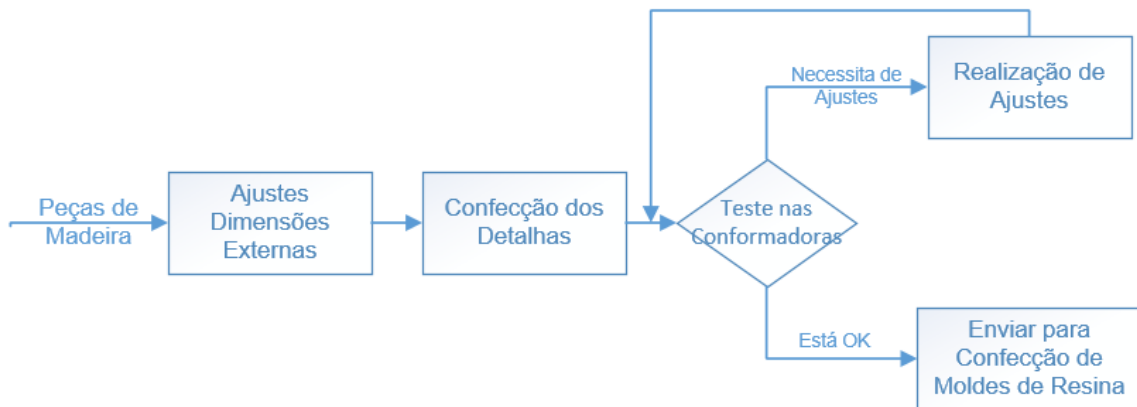 Peças de
Madeira
Ajustes
Dimensões
Externas
Confecção dos
Detalhas
Teste nas
Conformadoras
Necessita de
Ajustes
Realização de
Ajustes
Está OK
Enviar para
Confecção de
Moldes de Resina